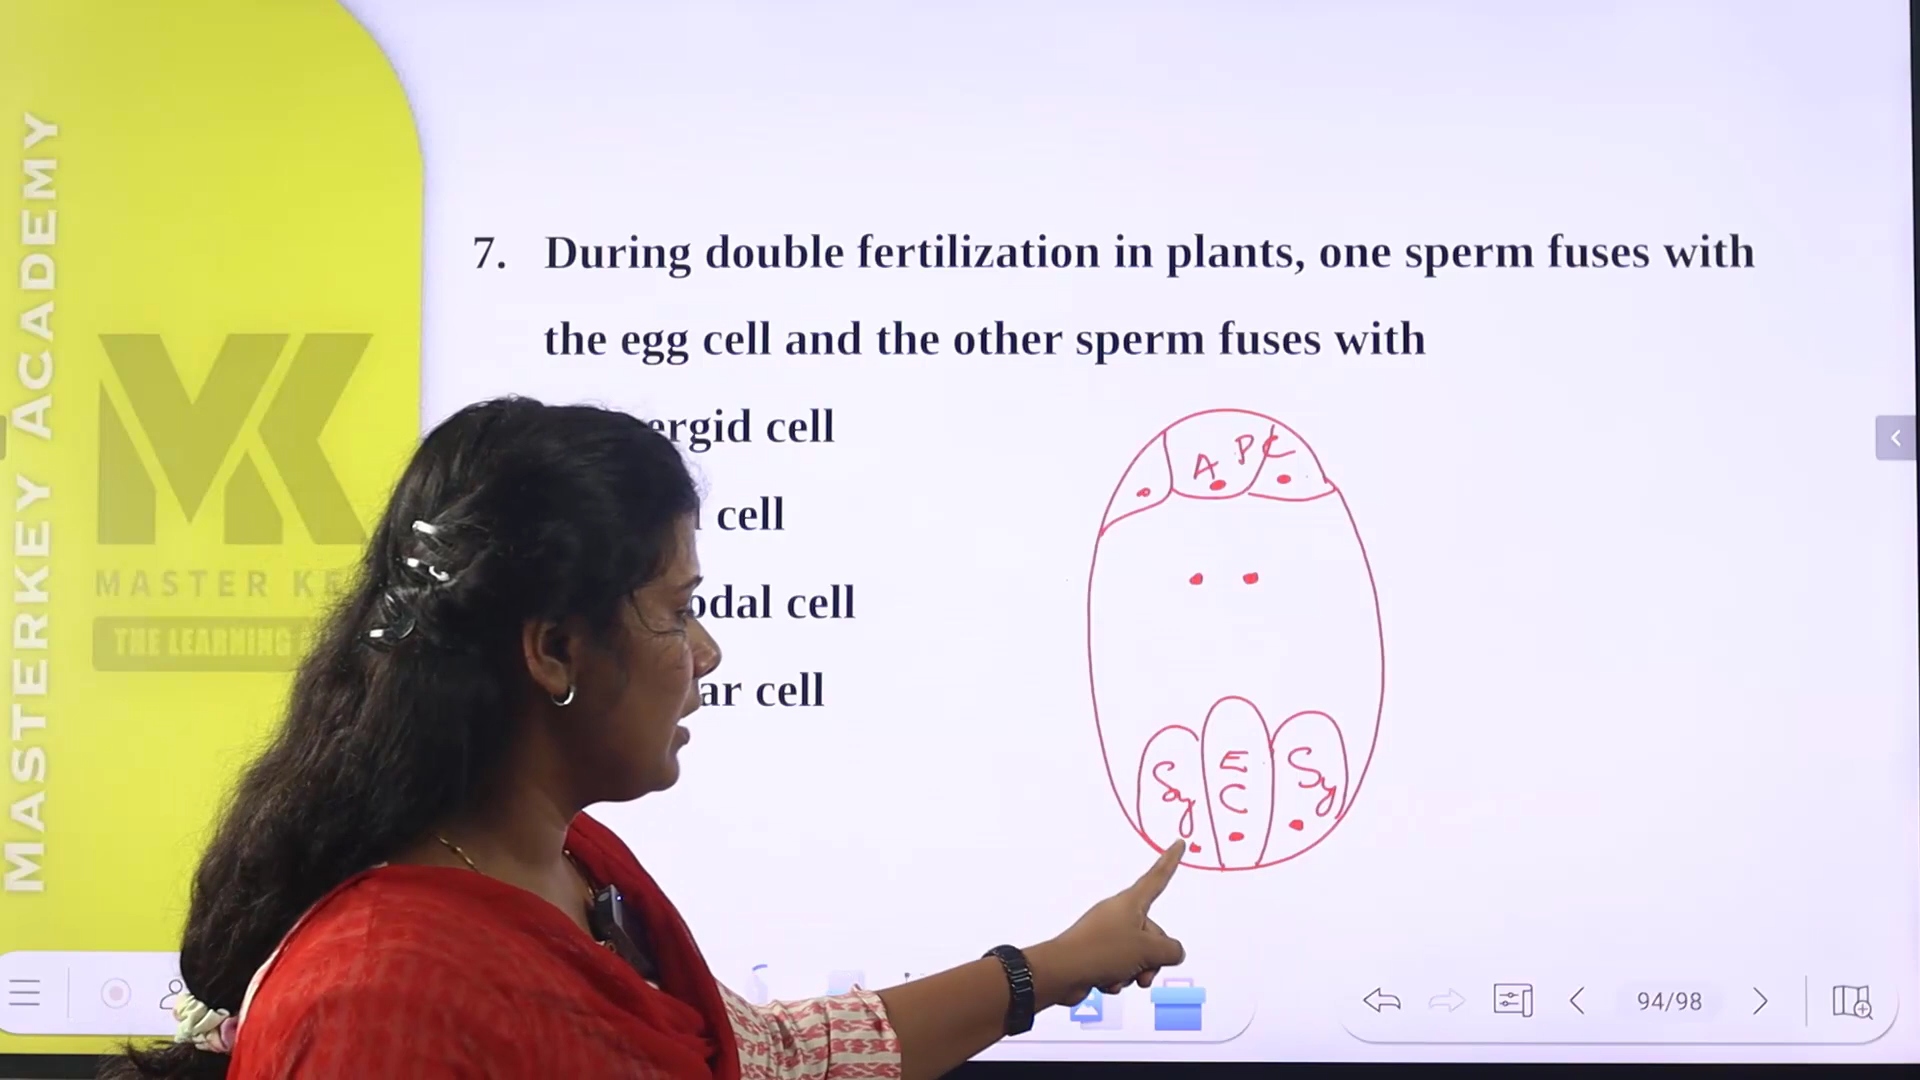 MASTERKEY ACADEMY
MASTER KE
THE LEARNING
7. During double fertilization in plants, one sperm fuses with
the egg cell and the other sperm fuses with
ergid cell
cell
odal cell
ar cell
A P C
Sy
E
C
Sy
94/98